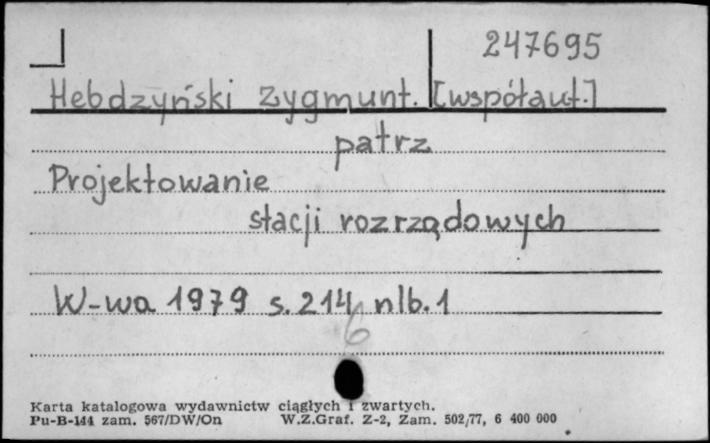 247695
Hebdzyński Zygmunt. [współaut.]
patrz
Projektowanie
stacji rozrządowych
W-wa 1979 s. 214, nlb. 1
6
Karta katalogowa wydawnictw ciągłych i zwartych.
Pu-B-144 zam. 567/DW/On W.Z.Graf. Z-2, Zam. 502/77, 6 400 000